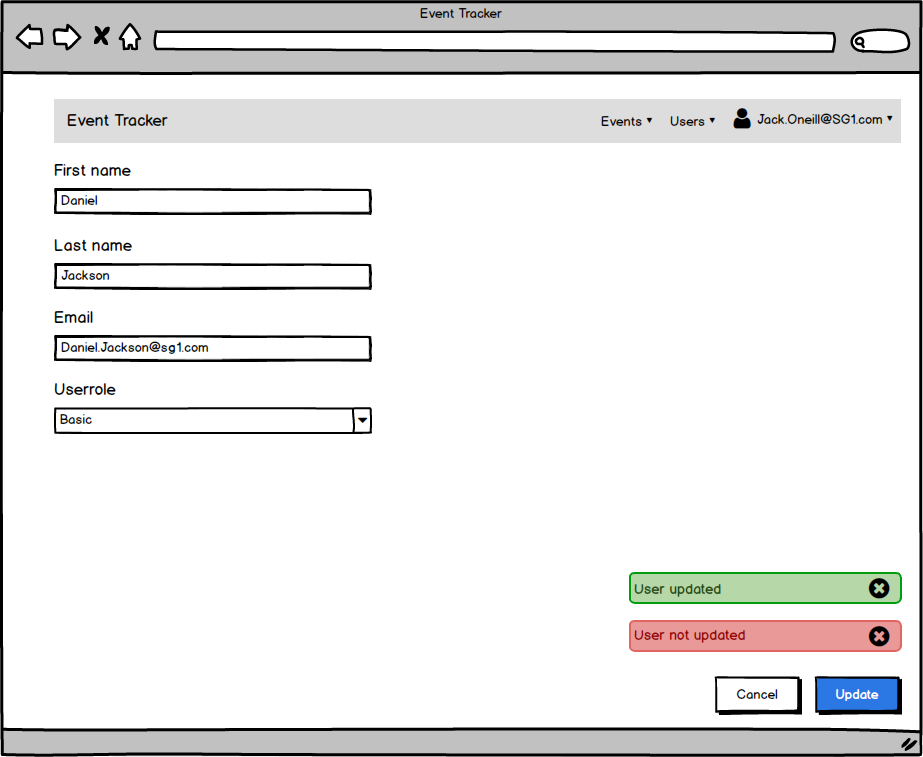 Event Tracker
Event Tracker
Events
Users
Jack.Oneill@SG1.com
First name
Daniel
Last name
Jackson
Email
Daniel.Jackson@sg1.com
Userrole
Basic
User updated
User not updated
Cancel
Update